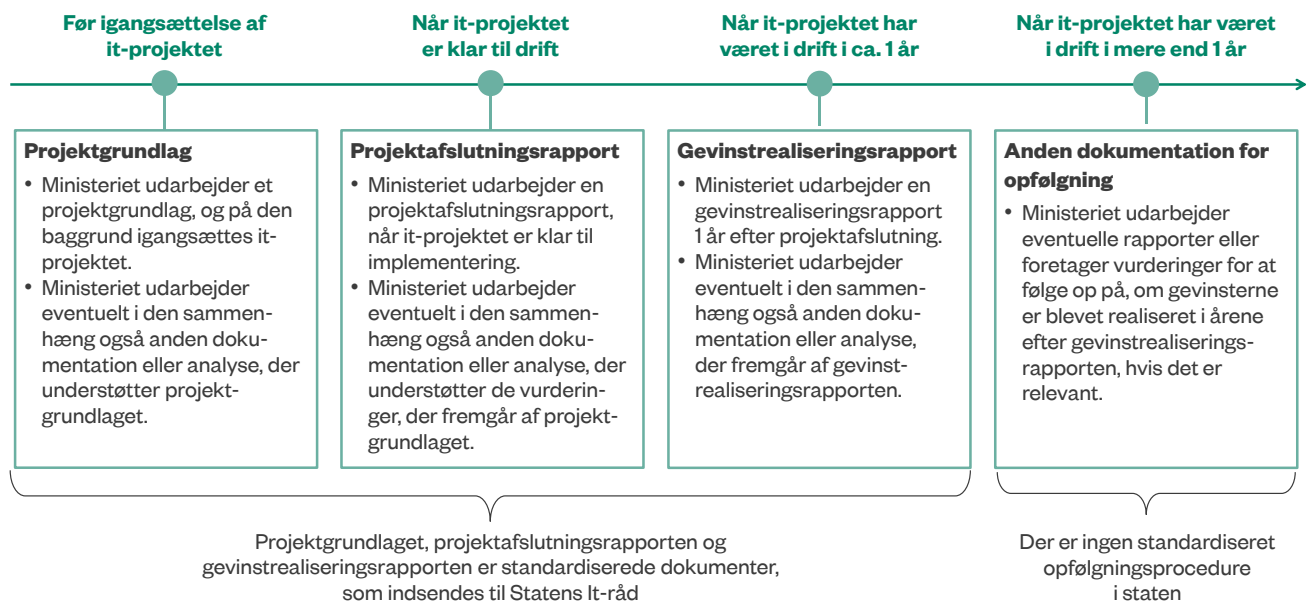 Før igangsættelse af
it-projektet
Når it-projektet
er klar til drift
Når it-projektet har
været i drift i ca. 1 år
Når it-projektet har været
i drift i mere end 1 år
Projektgrundlag
• Ministeriet udarbejder et
projektgrundlag, og på den
baggrund igangsættes it-
projektet.
• Ministeriet udarbejder
eventuelt i den sammen-
hæng også anden doku-
mentation eller analyse, der
understøtter projekt-
grundlaget.
Projektafslutningsrapport
• Ministeriet udarbejder en
projektafslutningsrapport,
når it-projektet er klar til
implementering.
• Ministeriet udarbejder
eventuelt i den sammen-
hæng også anden doku-
mentation eller analyse, der
understøtter de vurderin-
ger, der fremgår af projekt-
grundlaget.
Gevinstrealiseringsrapport
• Ministeriet udarbejder en
gevinstrealiseringsrapport
1 år efter projektafslutning.
• Ministeriet udarbejder
eventuelt i den sammen-
hæng også anden doku-
mentation eller analyse,
der fremgår af gevinst-
realiseringsrapporten.
Anden dokumentation for
opfølgning
• Ministeriet udarbejder
eventuelle rapporter eller
foretager vurderinger for at
følge op på, om gevinsterne
er blevet realiseret i årene
efter gevinstrealiserings-
rapporten, hvis det er
relevant.
Projektgrundlaget, projektafslutningsrapporten og
gevinstrealiseringsrapporten er standardiserede dokumenter,
som indsendes til Statens It-råd
Der er ingen standardiseret
opfølgningsprocedure
i staten